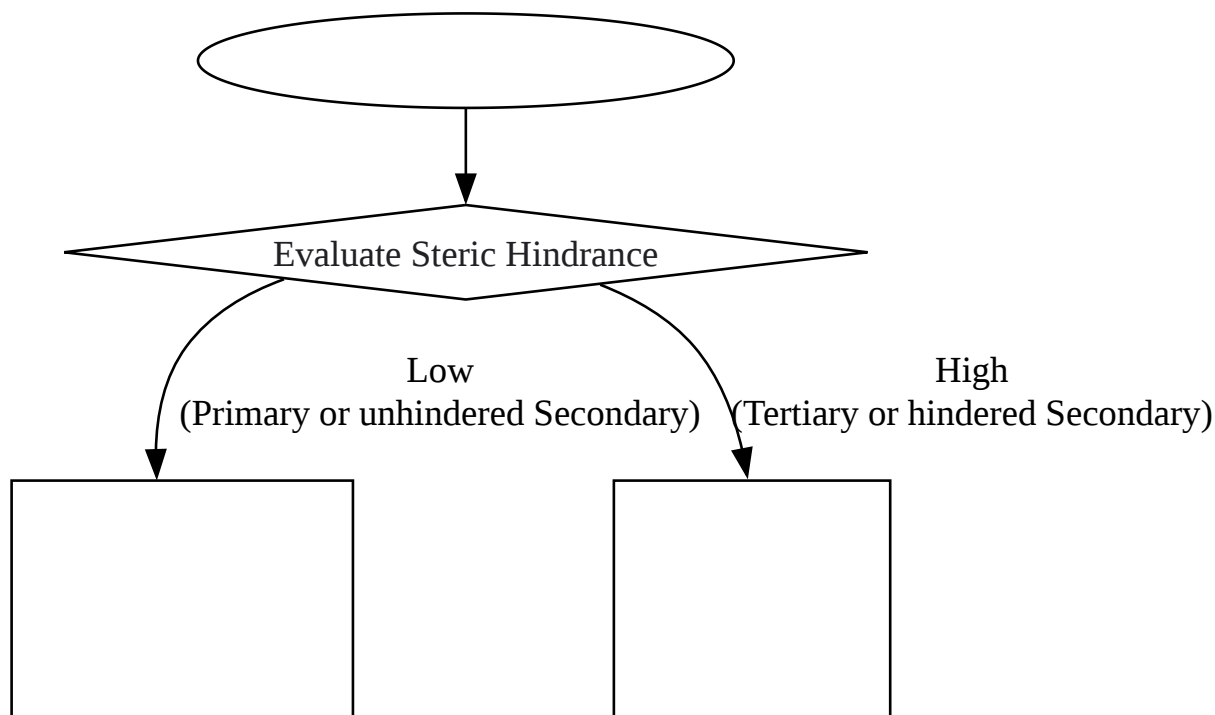 Evaluate Steric Hindrance
Low
(Primary or unhindered Secondary)
High
(Tertiary or hindered Secondary)